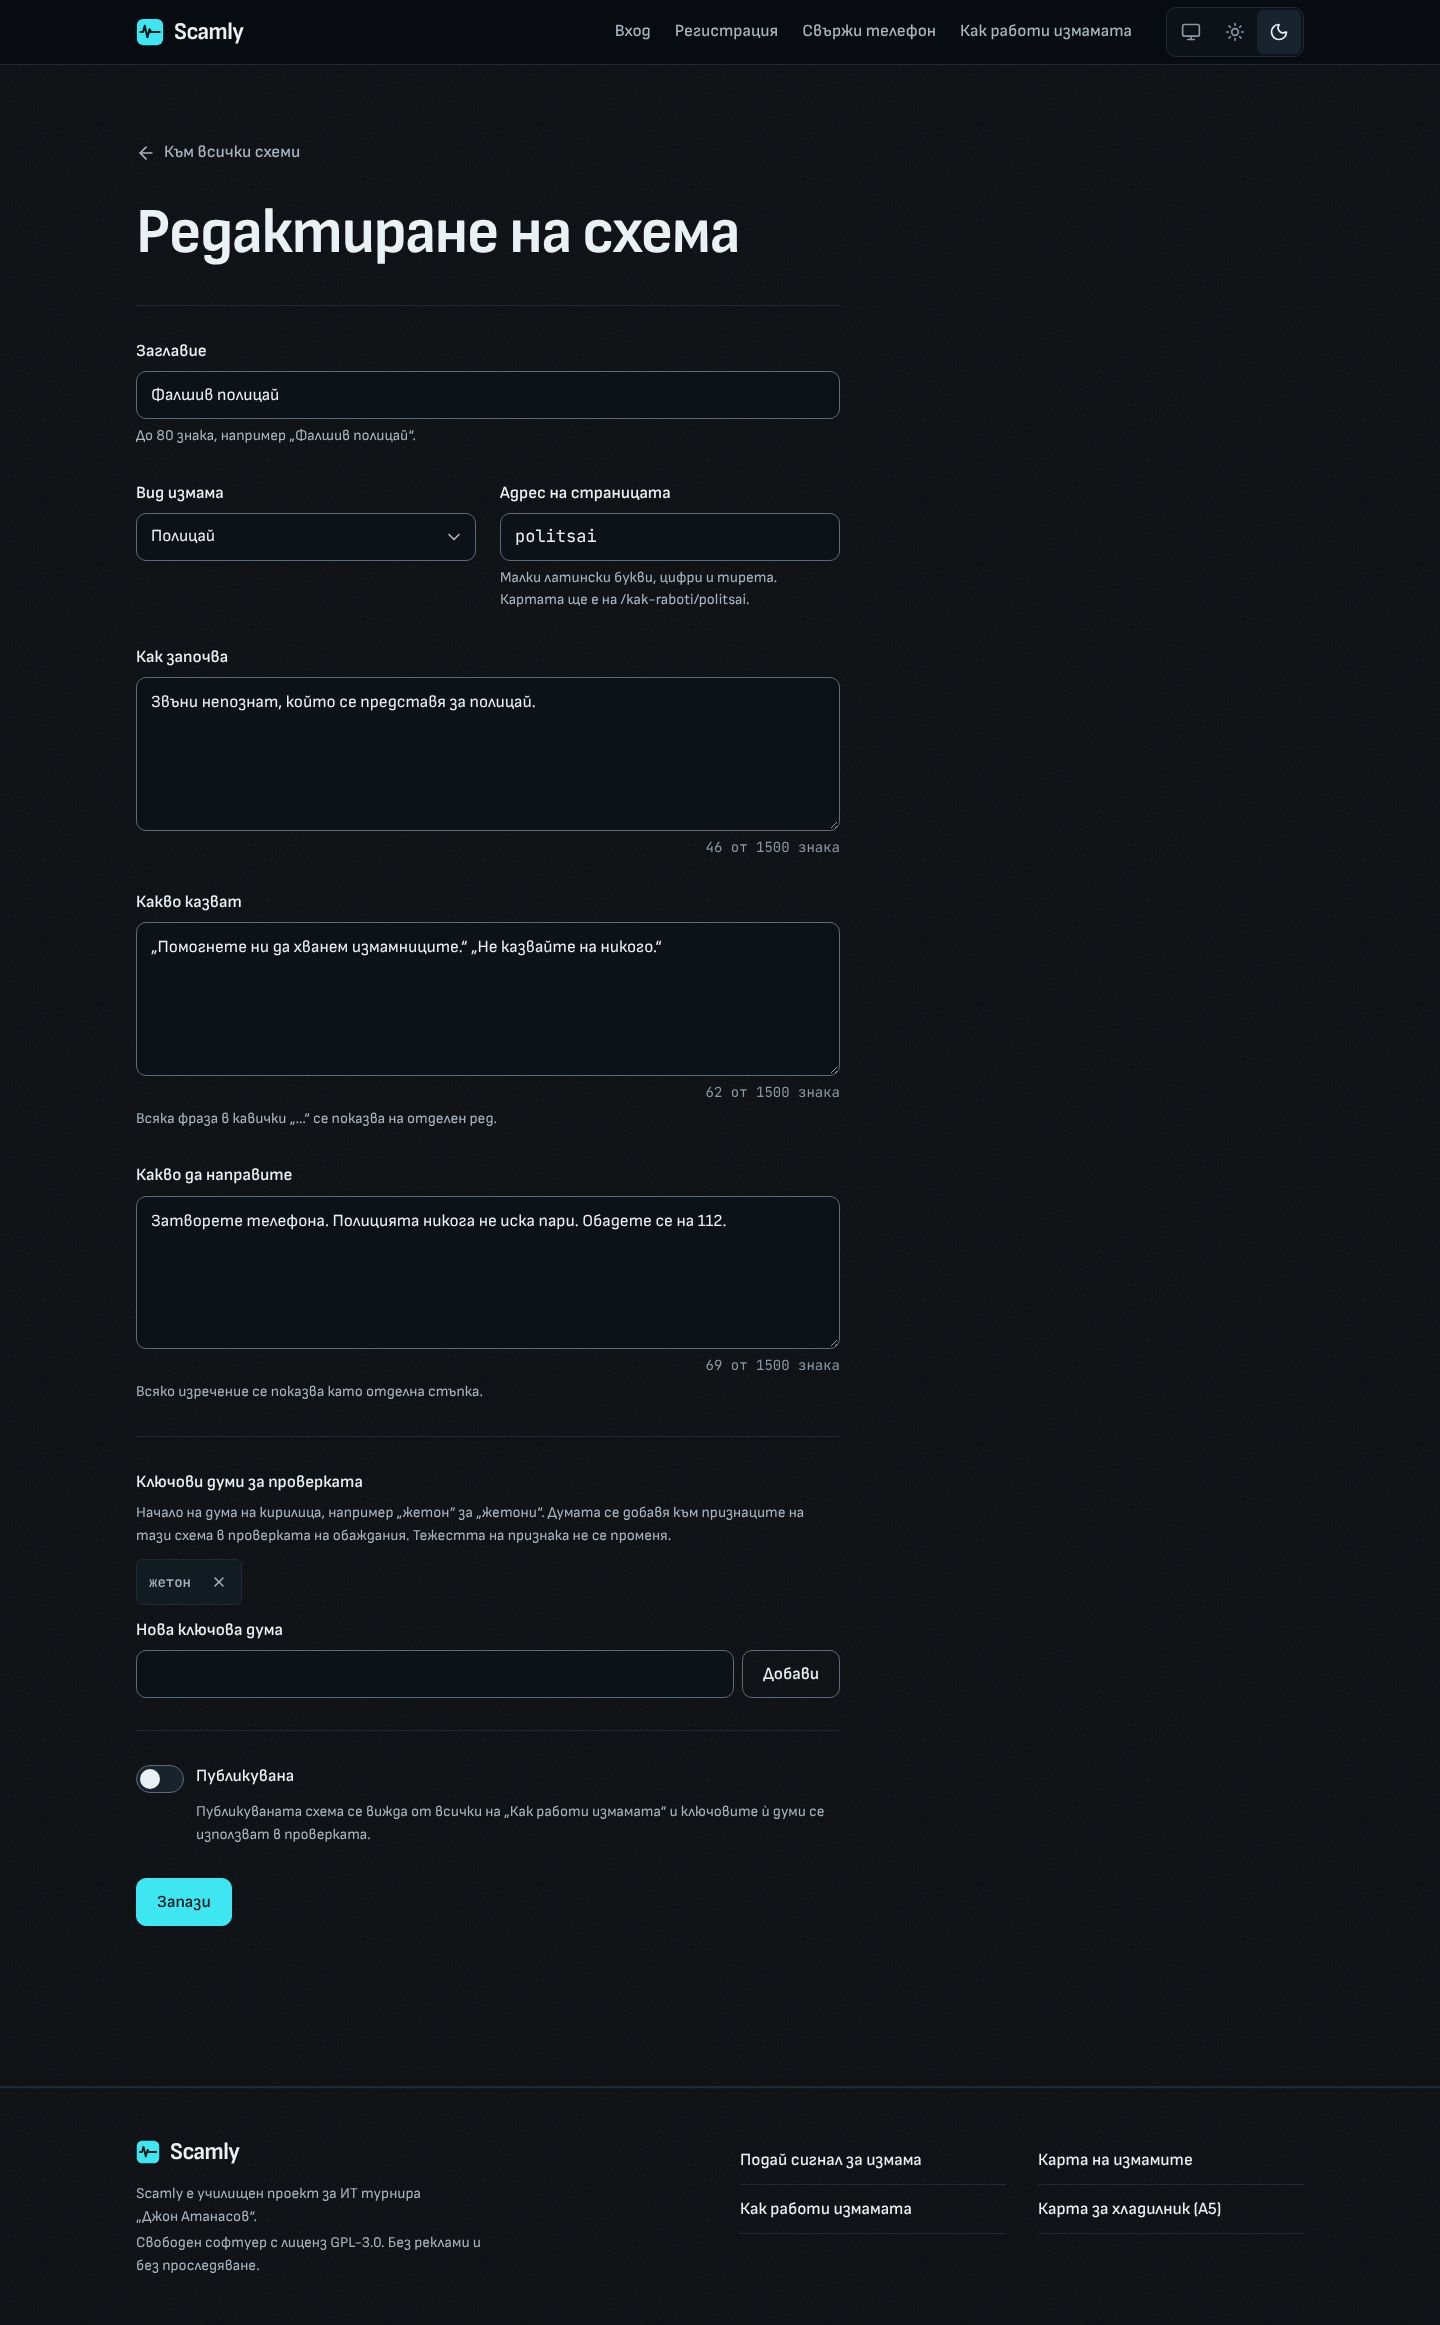 Scamly
Вход
Регистрация
Свържи телефон
Как работи измамата
Към всички схеми
Редактиране на схема
Заглавие
Фалшив полицай
До 80 знака, например „Фалшив полицай“.
Вид измама
Полицай
Адрес на страницата
politsai
Малки латински букви, цифри и тирета.
Картата ще е на /kak-raboti/politsai.
Как започва
Звъни непознат, който се представя за полицай.
46 от 1500 знака
Какво казват
„Помогнете ни да хванем измамниците.“ „Не казвайте на никого.“
62 от 1500 знака
Всяка фраза в кавички „…“ се показва на отделен ред.
Какво да направите
Затворете телефона. Полицията никога не иска пари. Обадете се на 112.
69 от 1500 знака
Всяко изречение се показва като отделна стъпка.
Ключови думи за проверката
Начало на дума на кирилица, например „жетон“ за „жетони“. Думата се добавя към признаците на
тази схема в проверката на обаждания. Тежестта на признака не се променя.
жетон
Нова ключова дума
Добави
Публикувана
Публикуваната схема се вижда от всички на „Как работи измамата“ и ключовите ѝ думи се
използват в проверката.
Запази
Scamly
Scamly е училищен проект за ИТ турнира
„Джон Атанасов“.
Свободен софтуер с лиценз GPL-3.0. Без реклами и
без проследяване.
Подай сигнал за измама
Карта на измамите
Как работи измамата
Карта за хладилник (А5)